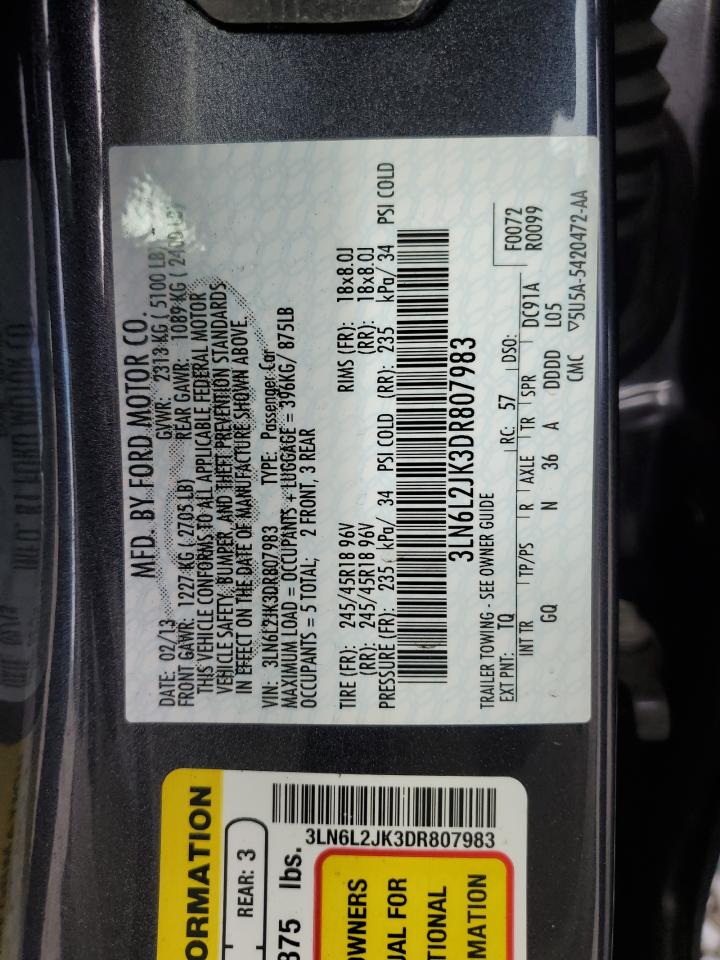 MFD. BY FORD MOTOR CO.
DATE: 02/13 GVWR: 2313 KG ( 5100 LB)
FRONT GAWR: 1227 KG ( 2705 LB) REAR GAWR: 1089 KG ( 2400 LB)
THIS VEHICLE CONFORMS TO ALL APPLICABLE FEDERAL MOTOR
VEHICLE SAFETY, BUMPER, AND THEFT PREVENTION STANDARDS
IN EFFECT ON THE DATE OF MANUFACTURE SHOWN ABOVE.
VIN: 3LN6L2JK3DR807983 TYPE: Passenger Car
MAXIMUM LOAD = OCCUPANTS + LUGGAGE = 396KG/ 875LB
OCCUPANTS = 5 TOTAL; 2 FRONT, 3 REAR
TIRE (FR): 245/45R18 96V RIMS (FR): 18x8.0J
(RR): 245/45R18 96V (RR): 18x8.0J
PRESSURE (FR): 235 kPa/ 34 PSI COLD (RR): 235 kPa/ 34 PSI COLD
3LN6L2JK3DR807983
TRAILER TOWING - SEE OWNER GUIDE
EXT PNT: TQ RC: 57 DSO: F0072
R0099
INT TR TP/PS R AXLE TR SPR DC91A
GQ N 36 A DDDD L05
CMC ▽5U5A-5420472-AA
ORMATION
REAR: 3
875 lbs.
3LN6L2JK3DR807983
OWNERS
UAL FOR
TIONAL
MATION